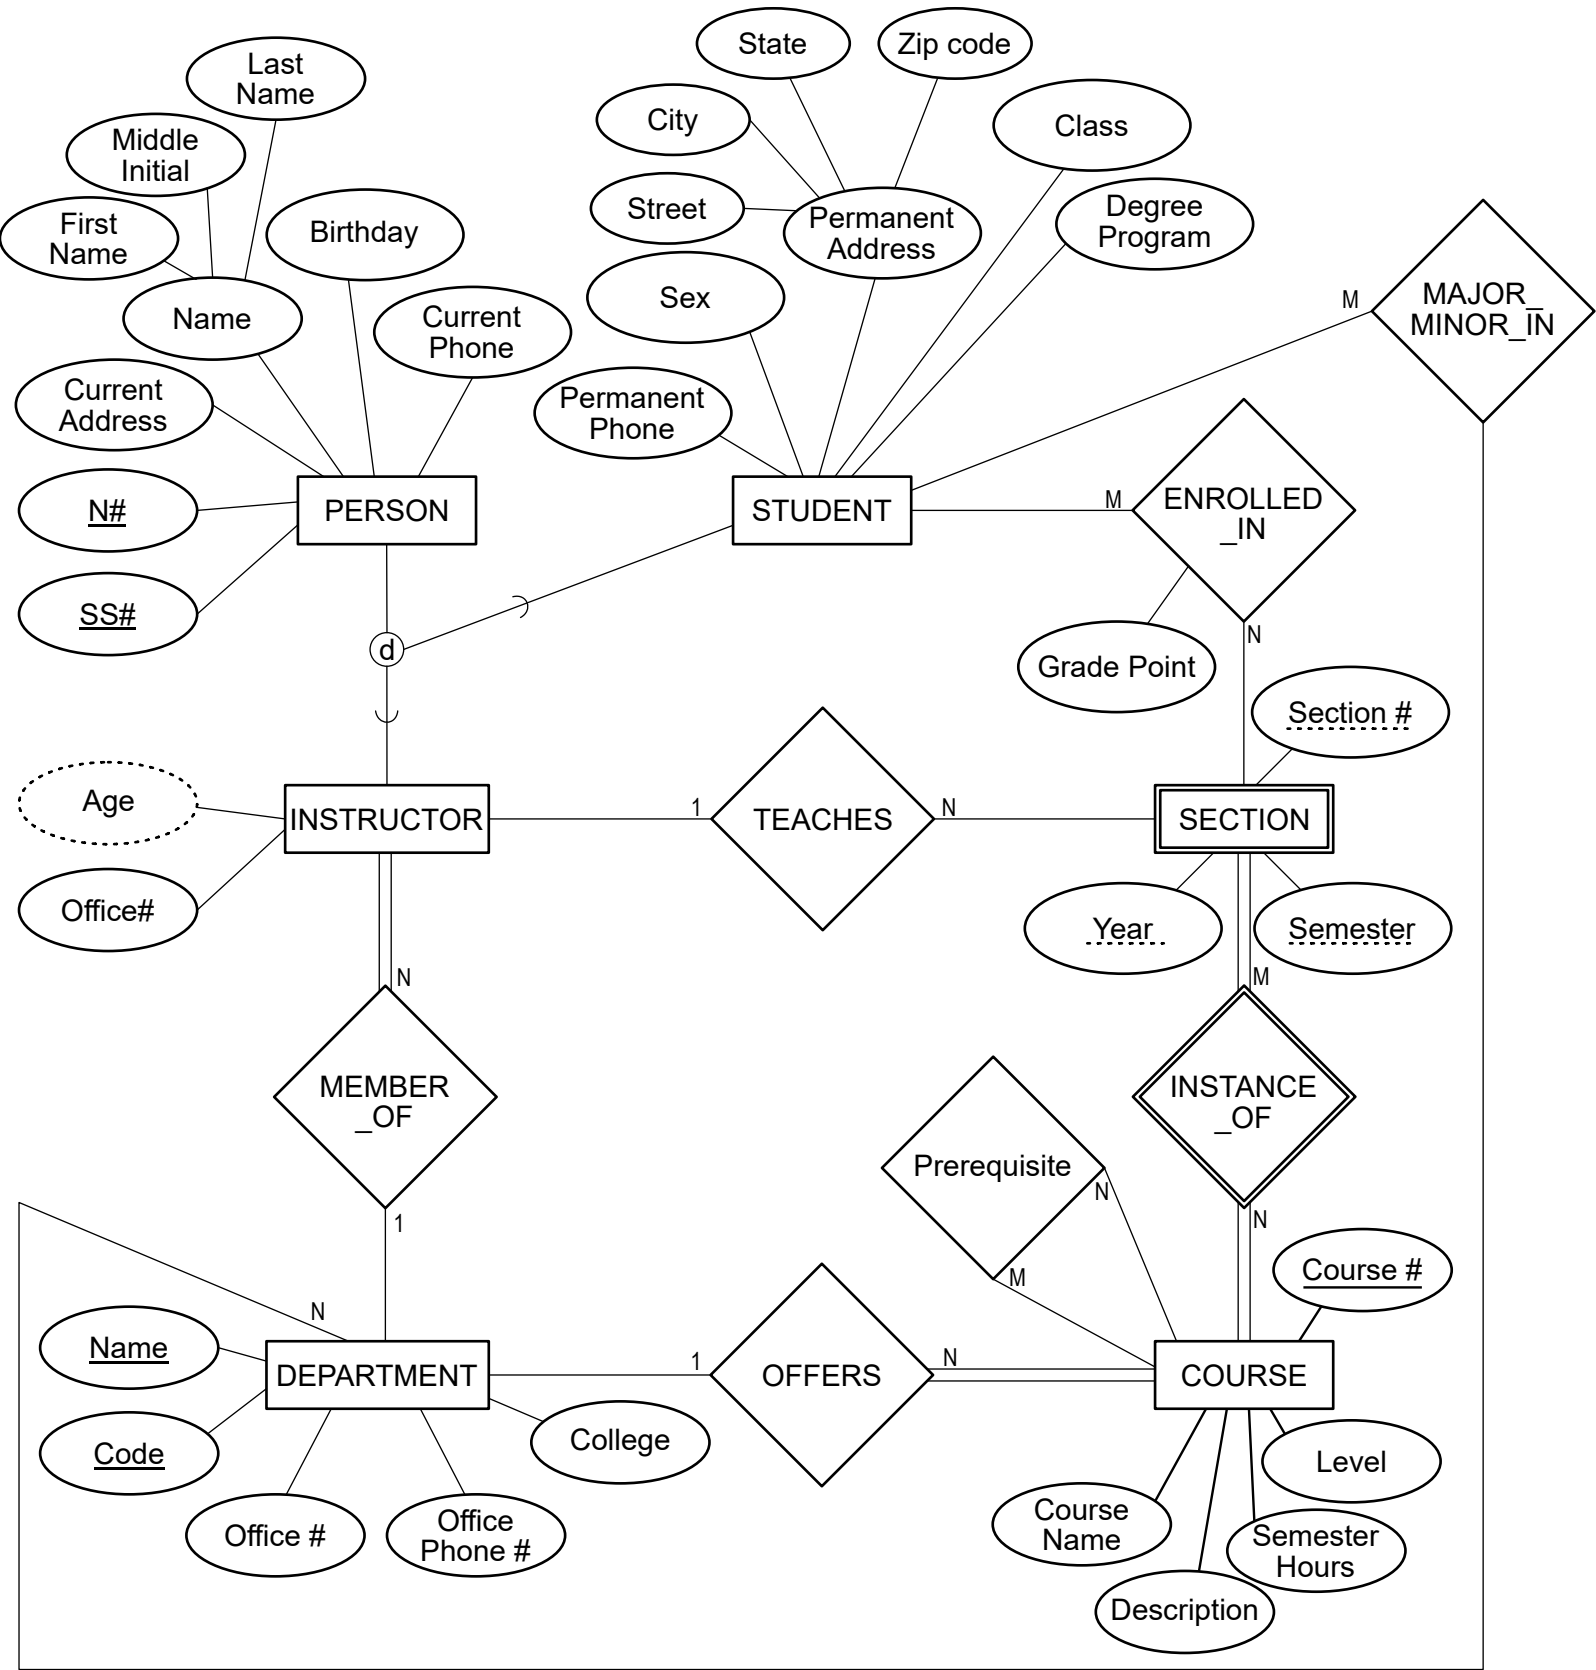 State
Zip code
Last
Name
City
Class
Middle
Initial
Street
Permanent
Address
Degree
Program
First
Name
Birthday
Sex
M
MAJOR_
MINOR_IN
Name
Current
Phone
Current
Address
Permanent
Phone
N#
PERSON
STUDENT
M
ENROLLED
_IN
SS#
d
N
Grade Point
Section #
Age
INSTRUCTOR
1
TEACHES
N
SECTION
Office#
Year
Semester
N
M
MEMBER
_OF
INSTANCE
_OF
Prerequisite
N
1
N
M
Course #
N
Name
DEPARTMENT
1
OFFERS
N
COURSE
Code
College
Level
Office #
Office
Phone #
Course
Name
Semester
Hours
Description